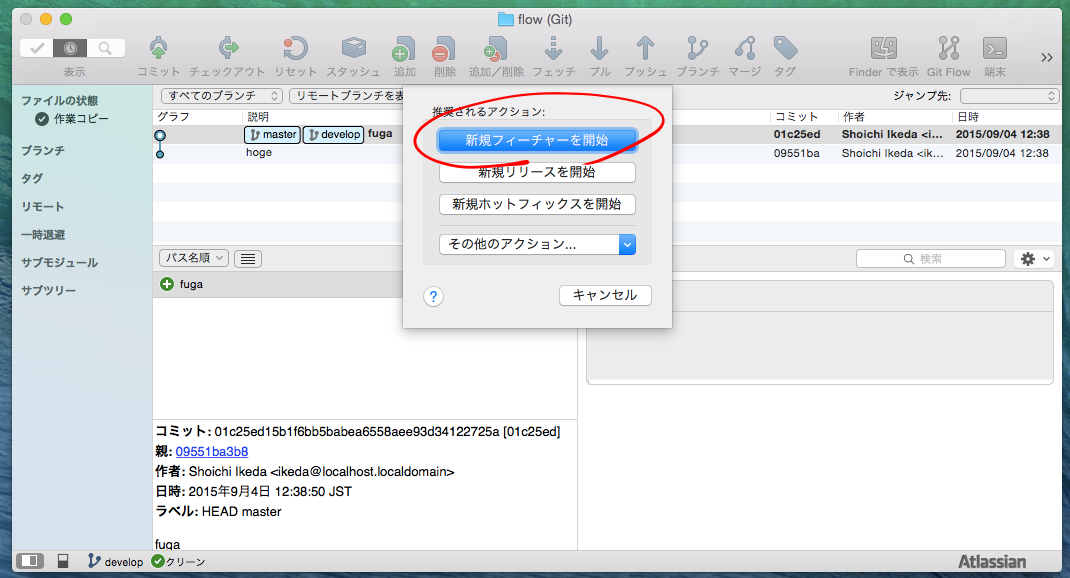 flow (Git)
表示
コミット
チェックアウト
リセット
スタッシュ
追加
削除
追加／削除
フェッチ
プル
プッシュ
ブランチ
マージ
タグ
Finder で表示
Git Flow
端末
ファイルの状態
作業コピー
ブランチ
タグ
リモート
一時退避
サブモジュール
サブツリー
すべてのブランチ
リモートブランチを表
ジャンプ先:
グラフ
説明
コミット
作者
日時
master
develop
fuga
01c25ed
Shoichi Ikeda <i...
2015/09/04 12:38
hoge
09551ba
Shoichi Ikeda <ik...
2015/09/04 12:38
推奨されるアクション:
新規フィーチャーを開始
新規リリースを開始
新規ホットフィックスを開始
その他のアクション...
?
キャンセル
パス名順
検索
fuga
コミット: 01c25ed15b1f6bb5babea6558aee93d34122725a [01c25ed]
親: 09551ba3b8
作者: Shoichi Ikeda <ikeda@localhost.localdomain>
日時: 2015年9月4日 12:38:50 JST
ラベル: HEAD master
fuga
develop
クリーン
Atlassian